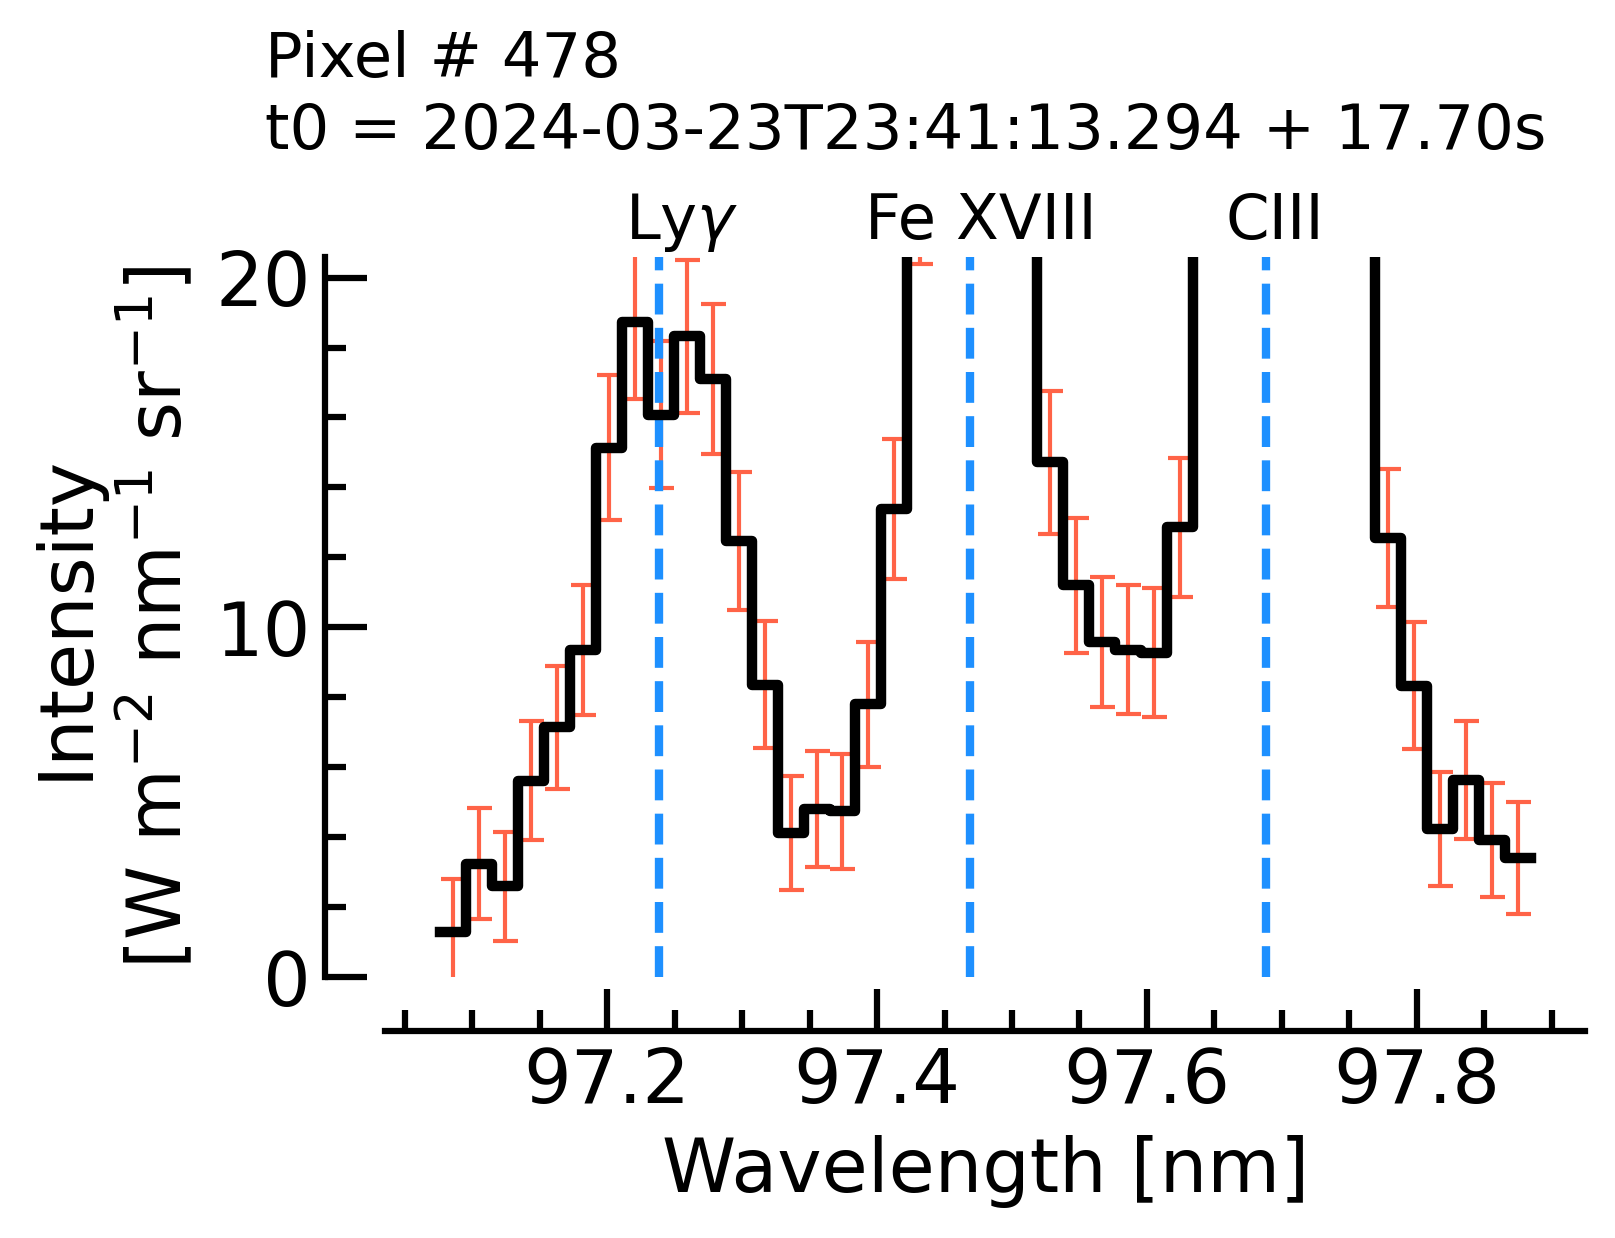 Pixel # 478
t0 = 2024-03-23T23:41:13.294 + 17.70s
Lyγ Fe XVIII CIII
Intensity
[W m⁻² nm⁻¹ sr⁻¹]
20
10
0
97.2 97.4 97.6 97.8
Wavelength [nm]